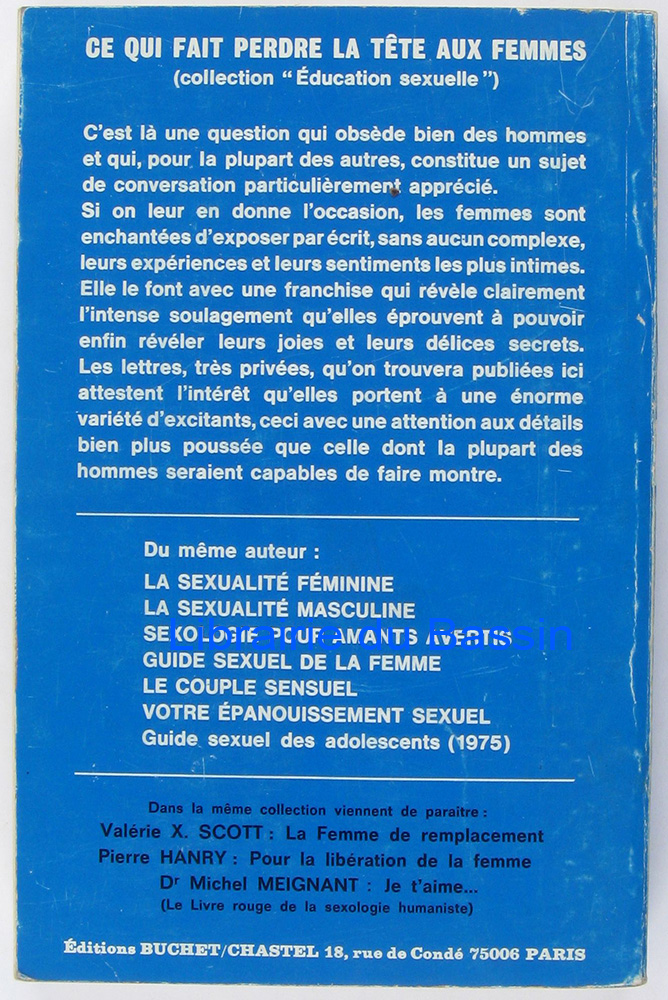 CE QUI FAIT PERDRE LA TÊTE AUX FEMMES
(collection “Éducation sexuelle”)
C'est là une question qui obsède bien des hommes
et qui, pour la plupart des autres, constitue un sujet
de conversation particulièrement apprécié.
Si on leur en donne l'occasion, les femmes sont
enchantées d'exposer par écrit, sans aucun complexe,
leurs expériences et leurs sentiments les plus intimes.
Elle le font avec une franchise qui révèle clairement
l'intense soulagement qu'elles éprouvent à pouvoir
enfin révéler leurs joies et leurs délices secrets.
Les lettres, très privées, qu'on trouvera publiées ici
attestent l'intérêt qu'elles portent à une énorme
variété d'excitants, ceci avec une attention aux détails
bien plus poussée que celle dont la plupart des
hommes seraient capables de faire montre.
Du même auteur :
LA SEXUALITÉ FÉMININE
LA SEXUALITÉ MASCULINE
SEXOLOGIE POUR AMANTS AVERTIS
Librairie du Bassin
GUIDE SEXUEL DE LA FEMME
LE COUPLE SENSUEL
VOTRE ÉPANOUISSEMENT SEXUEL
Guide sexuel des adolescents (1975)
Dans la même collection viennent de paraître :
Valérie X. SCOTT : La Femme de remplacement
Pierre HANRY : Pour la libération de la femme
Dr Michel MEIGNANT : Je t'aime...
(Le Livre rouge de la sexologie humaniste)
Éditions BUCHET/CHASTEL 18, rue de Condé 75006 PARIS